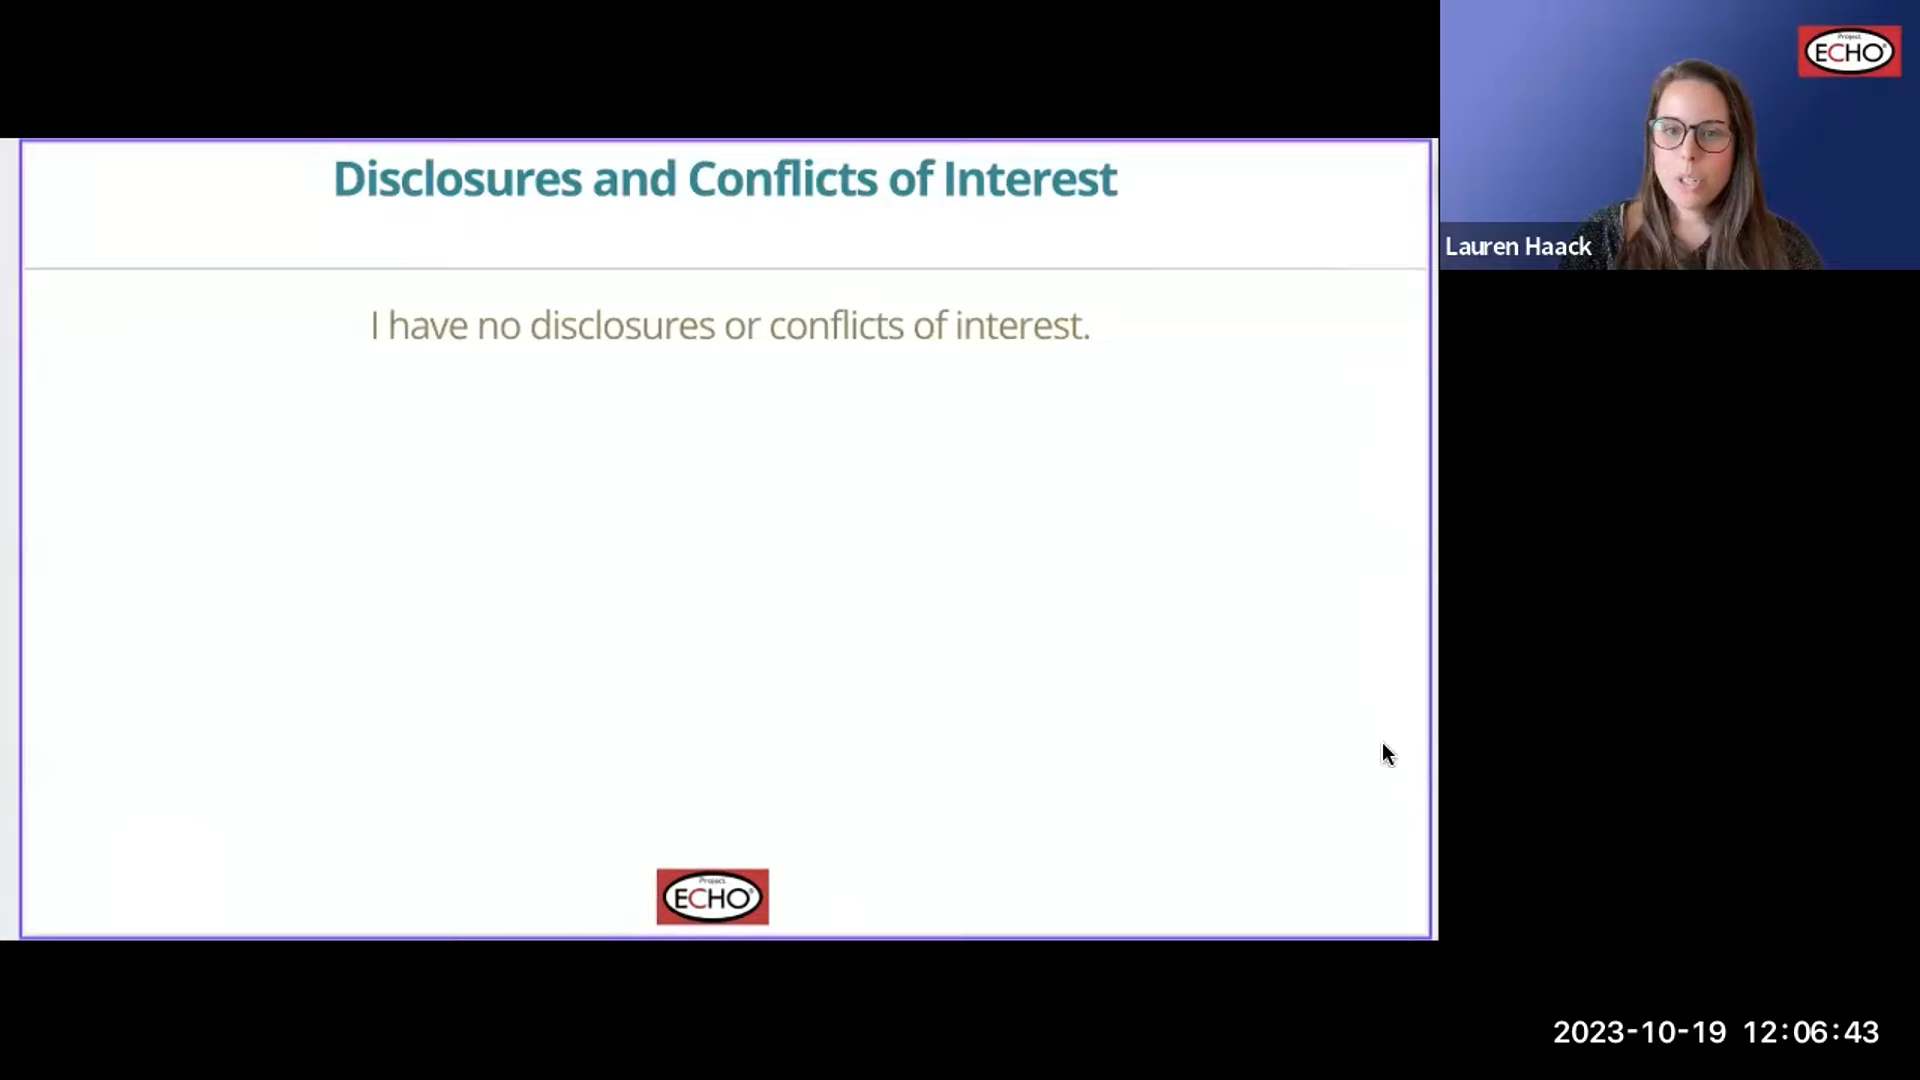 Disclosures and Conflicts of Interest
I have no disclosures or conflicts of interest.
Project
ECHO®
Project
ECHO®
Lauren Haack
2023-10-19 12:06:43